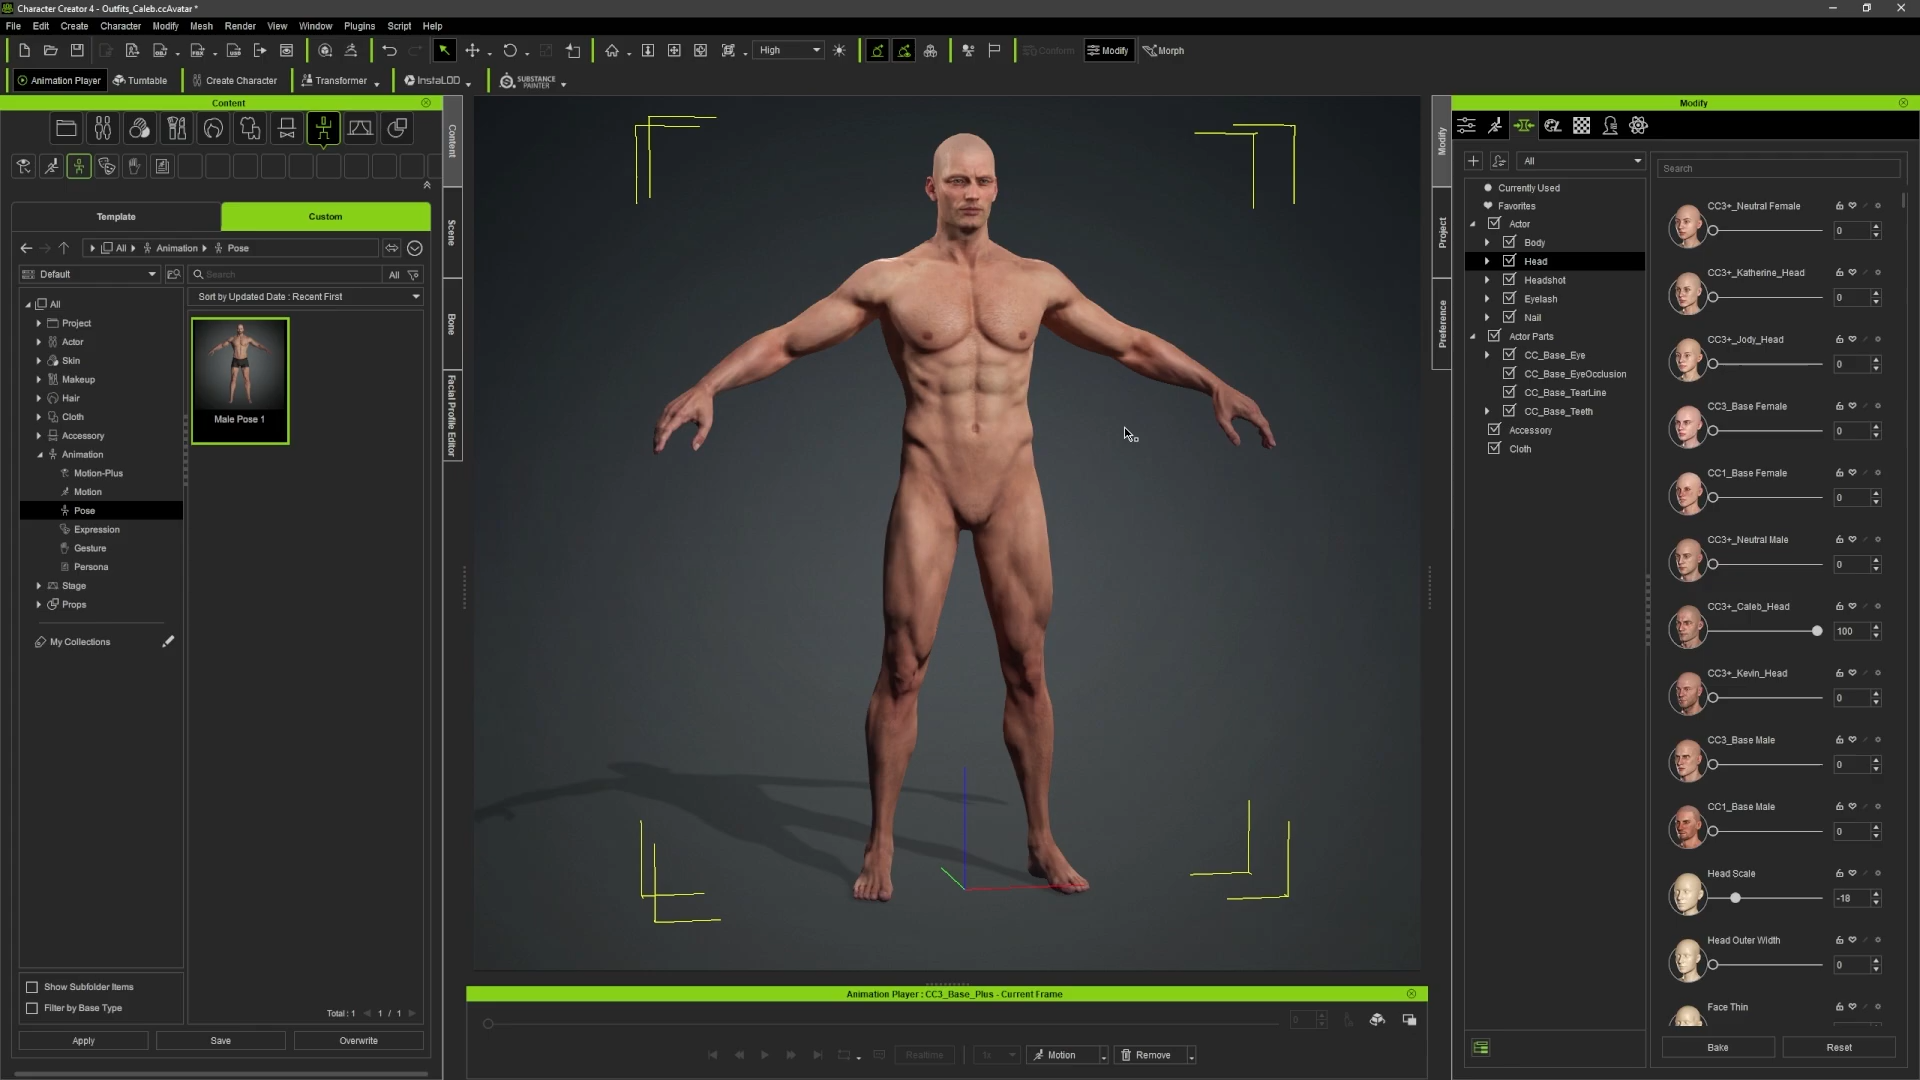 Character Creator 4 - Outfits_Caleb.ccAvatar *
File Edit Create Character Modify Mesh Render View Window Plugins Script Help
High Conform Modify Morph
Animation Player Turntable Create Character Transformer InstaLOD SUBSTANCE PAINTER
Content
Template Custom
All Animation Pose
Default Search All
Sort by Updated Date : Recent First
All
Project
Actor
Skin
Makeup
Hair
Cloth
Accessory
Animation
Motion-Plus
Motion
Pose
Expression
Gesture
Persona
Stage
Props
My Collections
Male Pose 1
Show Subfolder Items
Filter by Base Type
Total : 1 1 / 1
Apply Save Overwrite
Content
Scene
Bone
Facial Profile Editor
Animation Player : CC3_Base_Plus - Current Frame
0
Realtime 1x Motion Remove
Modify
Project
Preference
Modify
All
Search
Currently Used
Favorites
Actor
Body
Head
Headshot
Eyelash
Nail
Actor Parts
CC_Base_Eye
CC_Base_EyeOcclusion
CC_Base_TearLine
CC_Base_Teeth
Accessory
Cloth
CC3+_Neutral Female
0
CC3+_Katherine_Head
0
CC3+_Jody_Head
0
CC3_Base Female
0
CC1_Base Female
0
CC3+_Neutral Male
0
CC3+_Caleb_Head
100
CC3+_Kevin_Head
0
CC3_Base Male
0
CC1_Base Male
0
Head Scale
-18
Head Outer Width
0
Face Thin
Bake Reset